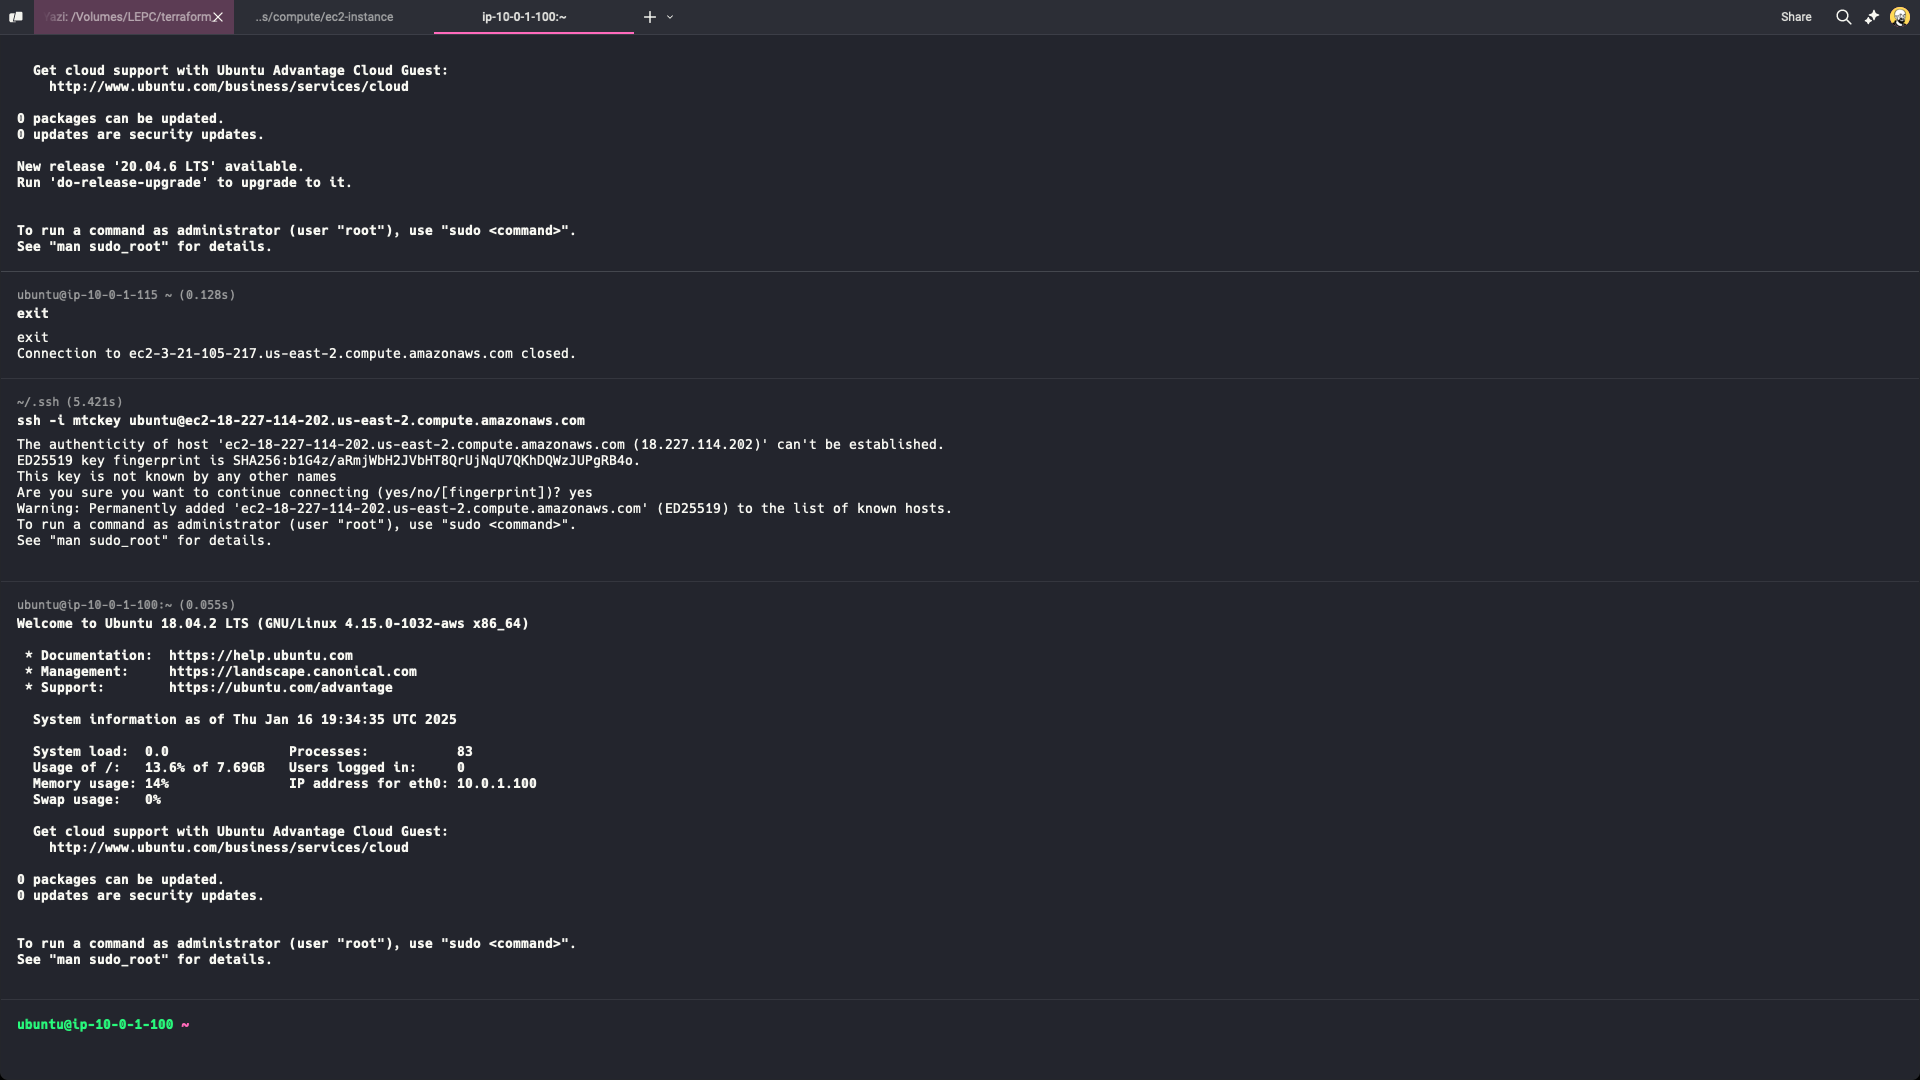 Yazi: /Volumes/LEPC/terraform_ ..s/compute/ec2-instance ip-10-0-1-100:~ Share
Get cloud support with Ubuntu Advantage Cloud Guest:
http://www.ubuntu.com/business/services/cloud
0 packages can be updated.
0 updates are security updates.
New release '20.04.6 LTS' available.
Run 'do-release-upgrade' to upgrade to it.
To run a command as administrator (user "root"), use "sudo <command>".
See "man sudo_root" for details.
ubuntu@ip-10-0-1-115 ~ (0.128s)
exit
exit
Connection to ec2-3-21-105-217.us-east-2.compute.amazonaws.com closed.
~/.ssh (5.421s)
ssh -i mtckey ubuntu@ec2-18-227-114-202.us-east-2.compute.amazonaws.com
The authenticity of host 'ec2-18-227-114-202.us-east-2.compute.amazonaws.com (18.227.114.202)' can't be established.
ED25519 key fingerprint is SHA256:b1G4z/aRmjWbH2JVbHT8QrUjNqU7QKhDQWzJUPgRB4o.
This key is not known by any other names
Are you sure you want to continue connecting (yes/no/[fingerprint])? yes
Warning: Permanently added 'ec2-18-227-114-202.us-east-2.compute.amazonaws.com' (ED25519) to the list of known hosts.
To run a command as administrator (user "root"), use "sudo <command>".
See "man sudo_root" for details.
ubuntu@ip-10-0-1-100:~ (0.055s)
Welcome to Ubuntu 18.04.2 LTS (GNU/Linux 4.15.0-1032-aws x86_64)
* Documentation:  https://help.ubuntu.com
* Management:     https://landscape.canonical.com
* Support:        https://ubuntu.com/advantage
System information as of Thu Jan 16 19:34:35 UTC 2025
System load:  0.0               Processes:           83
Usage of /:   13.6% of 7.69GB   Users logged in:     0
Memory usage: 14%               IP address for eth0: 10.0.1.100
Swap usage:   0%
Get cloud support with Ubuntu Advantage Cloud Guest:
http://www.ubuntu.com/business/services/cloud
0 packages can be updated.
0 updates are security updates.
To run a command as administrator (user "root"), use "sudo <command>".
See "man sudo_root" for details.
ubuntu@ip-10-0-1-100 ~